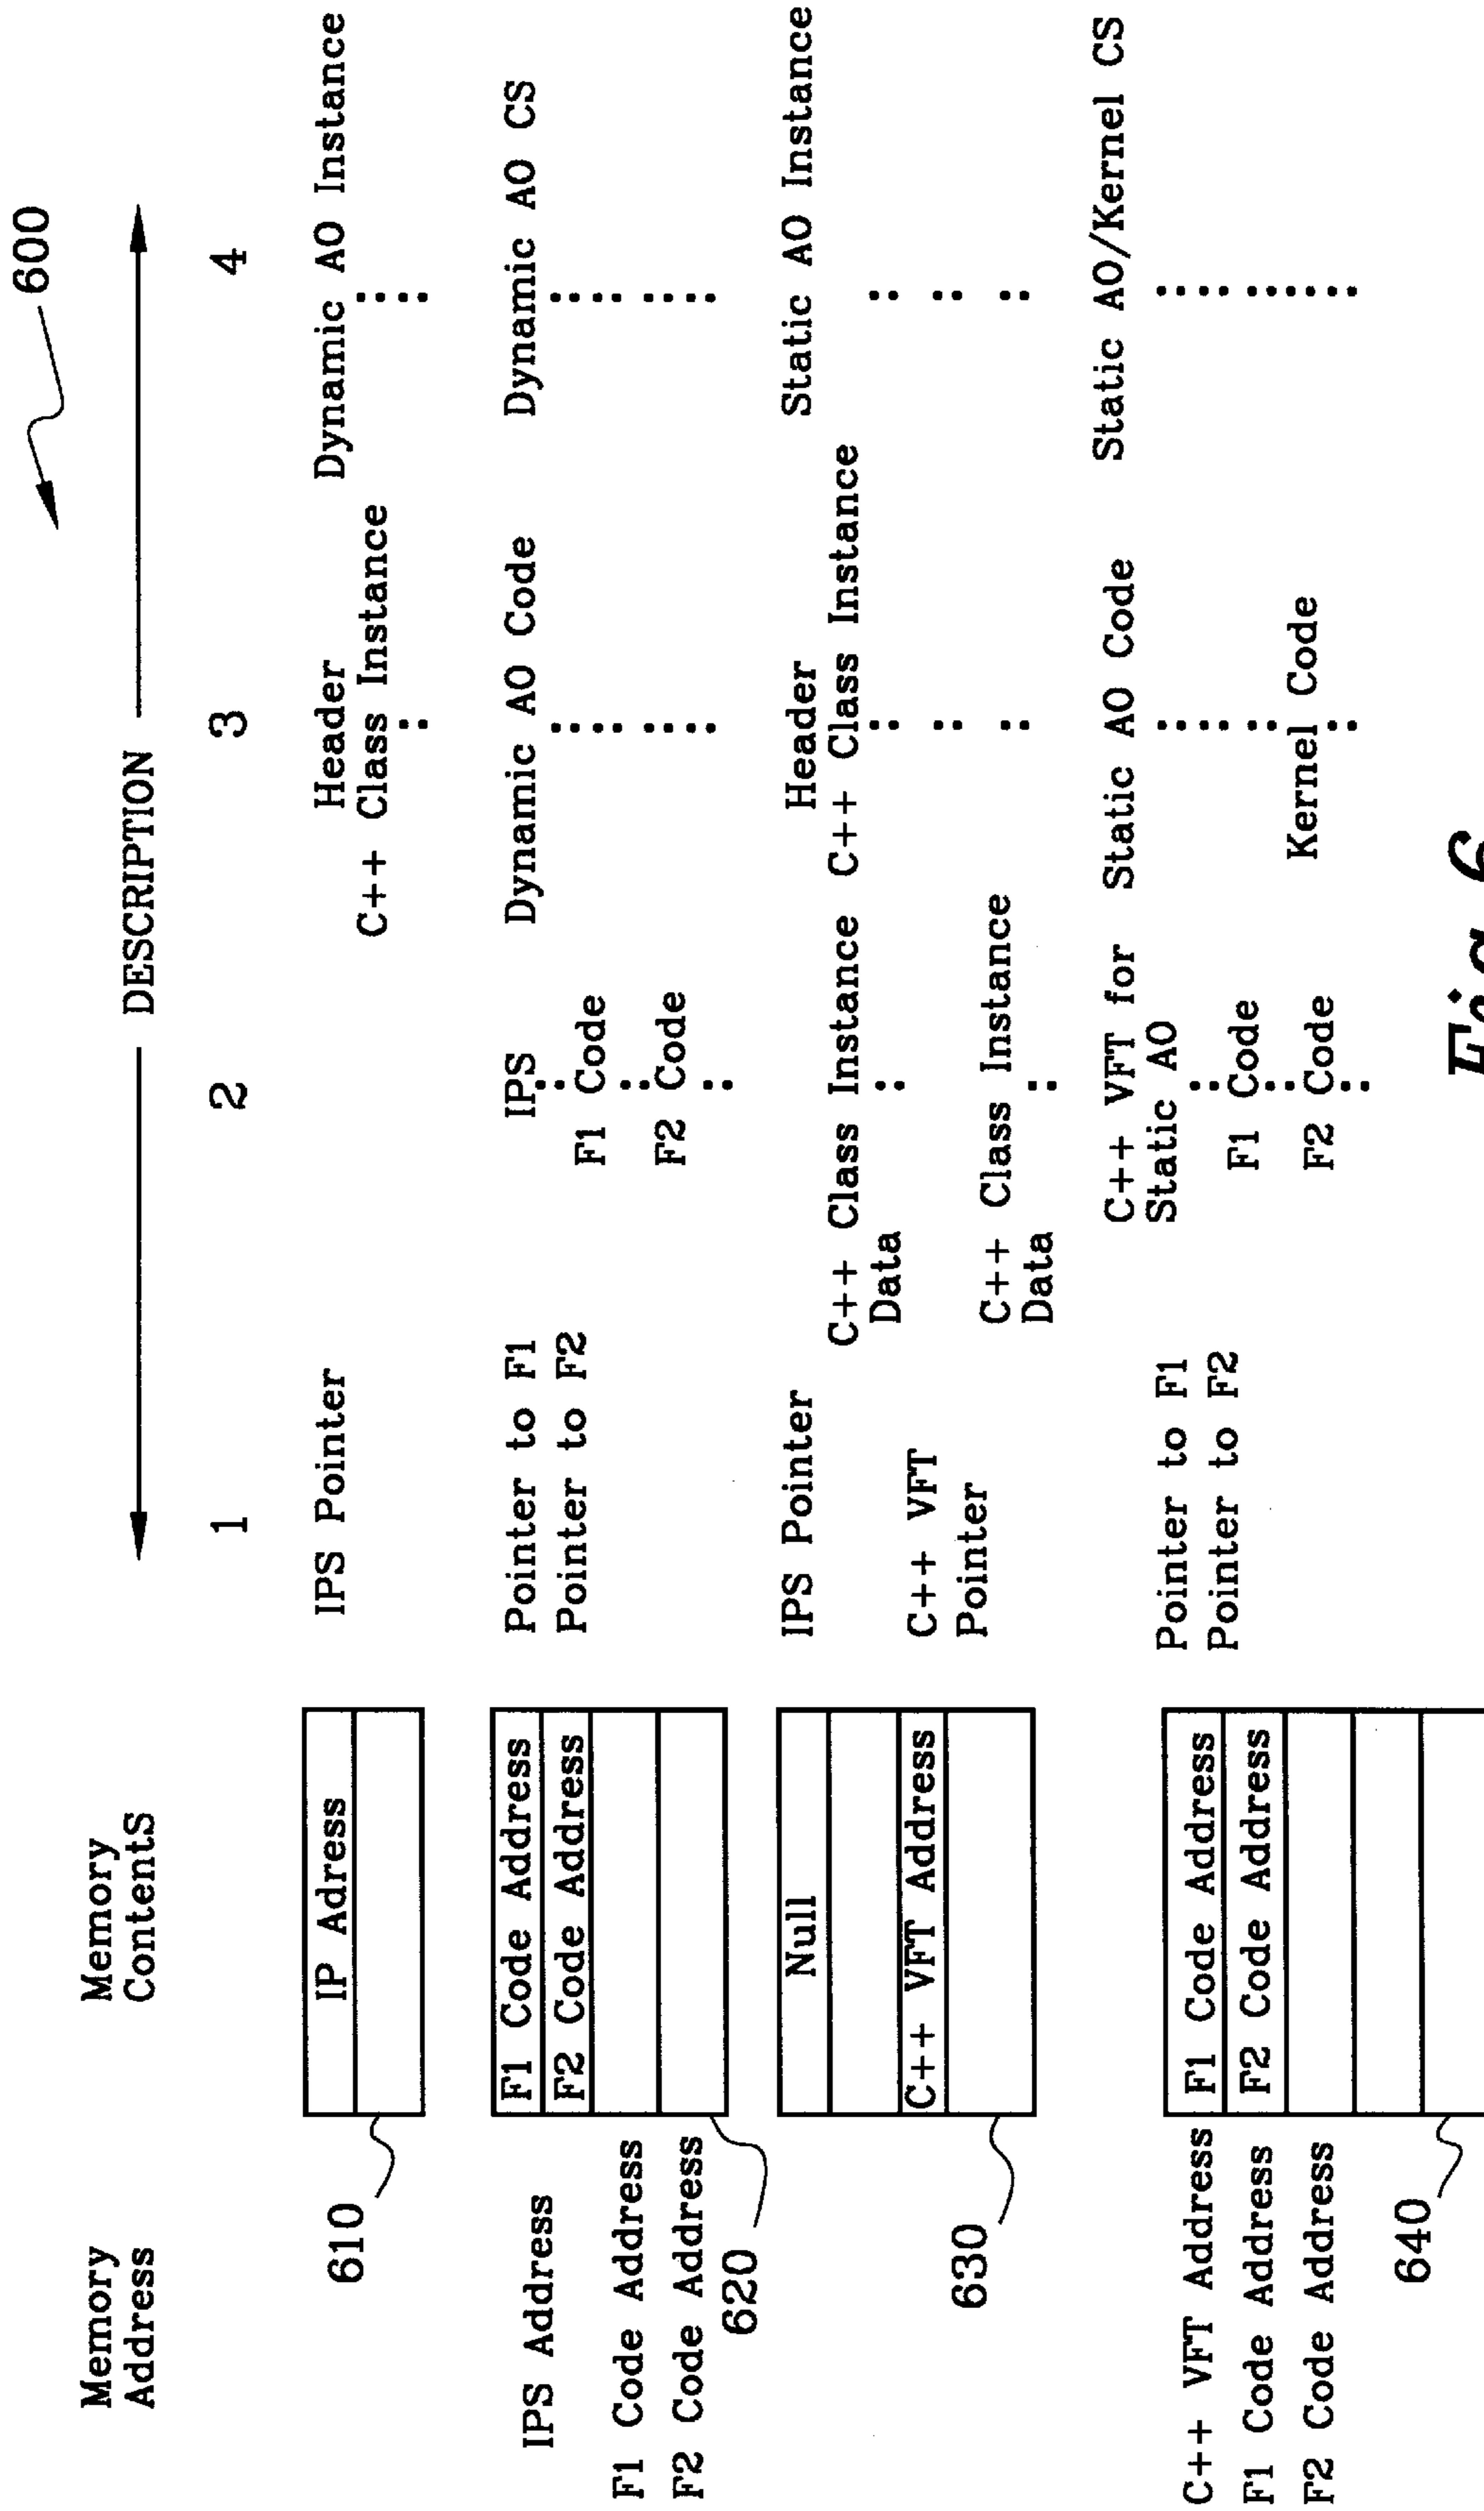 600
DESCRIPTION
Memory
Address
Memory
Contents
1
2
3
4
610
IP Adress
IPS Pointer
Header
Dynamic AO Instance
C++ Class Instance
IPS Address
F1 Code Address
Pointer to F1
IPS
Dynamic AO Code
Dynamic AO CS
F2 Code Address
Pointer to F2
F1 Code Address
F1 Code
F2 Code Address
F2 Code
620
Null
IPS Pointer
Header
Static AO Instance
C++ Class Instance
Data
C++ Class Instance
C++ VFT Address
C++ VFT
Pointer
630
C++ Class Instance
Data
C++ VFT for
Static AO
Static AO Code
Static AO/Kernel CS
C++ VFT Address
F1 Code Address
Pointer to F1
F1 Code Address
F2 Code Address
Pointer to F2
F1 Code
F2 Code Address
F2 Code
Kernel Code
640
Fig. 6